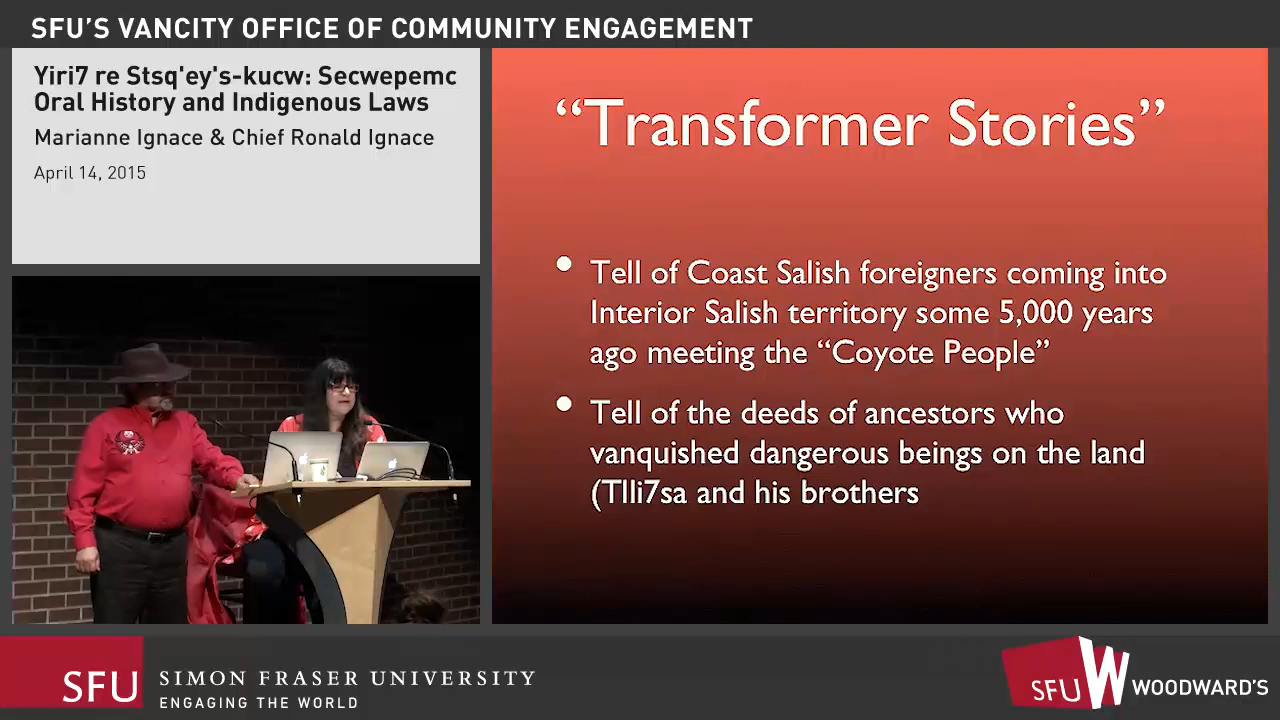 SFU'S VANCITY OFFICE OF COMMUNITY ENGAGEMENT
Yiri7 re Stsq'ey's-kucw: Secwepemc
Oral History and Indigenous Laws
Marianne Ignace & Chief Ronald Ignace
April 14, 2015
“Transformer Stories”
• Tell of Coast Salish foreigners coming into
Interior Salish territory some 5,000 years
ago meeting the “Coyote People”
• Tell of the deeds of ancestors who
vanquished dangerous beings on the land
(Tlli7sa and his brothers
SFU SIMON FRASER UNIVERSITY
ENGAGING THE WORLD
SFU W WOODWARD'S